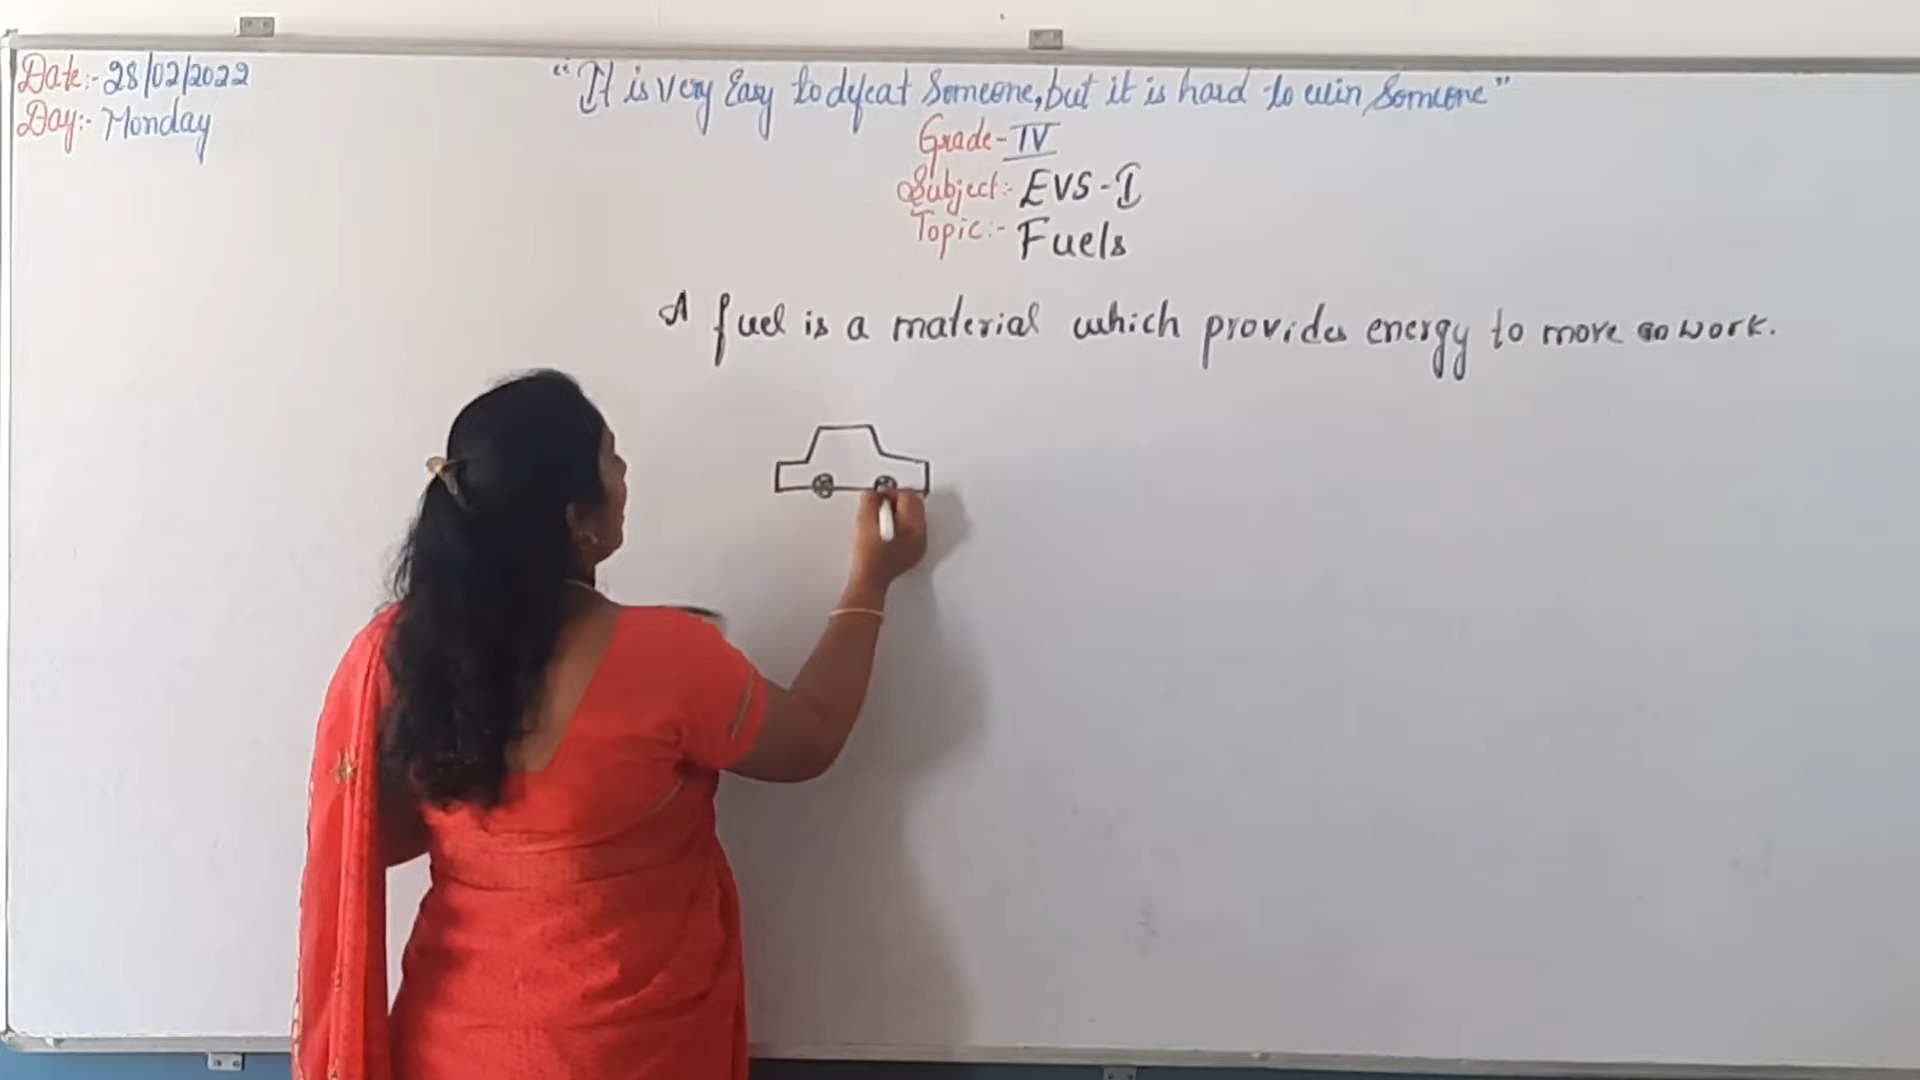 Date:- 28/02/2022
Day:- Monday
"It is very Easy to defeat Someone, but it is hard to win Someone"
Grade- IV
Subject:- EVS-I
Topic:- Fuels
A fuel is a material which provides energy to move work.